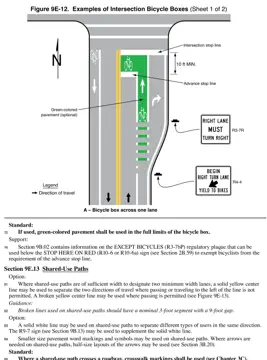 Figure 9E-12. Examples of Intersection Bicycle Boxes (Sheet 1 of 2)
N
Intersection stop line
10 ft MIN.
Advance stop line
Green-colored
pavement (optional)
RIGHT LANE
MUST
TURN RIGHT
R3-7R
BEGIN
RIGHT TURN LANE
YIELD TO BIKES
R4-4
Legend
Direction of travel
A – Bicycle box across one lane
Standard:
If used, green-colored pavement shall be used in the full limits of the bicycle box.
Support:
Section 9B.02 contains information on the EXCEPT BICYCLES (R3-7bP) regulatory plaque that can be
used below the STOP HERE ON RED (R10-6 or R10-6a) sign (see Section 2B.59) to exempt bicyclists from the
requirement of the advance stop line.
Section 9E.13 Shared-Use Paths
Option:
Where shared-use paths are of sufficient width to designate two minimum width lanes, a solid yellow center
line may be used to separate the two directions of travel where passing or traveling to the left of the line is not
permitted. A broken yellow center line may be used where passing is permitted (see Figure 9E-13).
Guidance:
Broken lines used on shared-use paths should have a nominal 3-foot segment with a 9-foot gap.
Option:
A solid white line may be used on shared-use paths to separate different types of users in the same direction.
The R9-7 sign (see Section 9B.13) may be used to supplement the solid white line.
Smaller size pavement word markings and symbols may be used on shared-use paths. Where arrows are
needed on shared-use paths, half-size layouts of the arrows may be used (see Section 3B.20).
Standard:
Where a shared-use path crosses a roadway, crosswalk markings shall be used (see Chapter 3C).